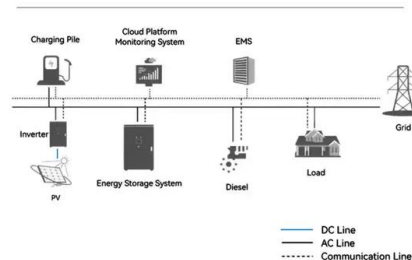 Charging Pile
Cloud Platform
Monitoring System
EMS
Grid
Inverter
PV
Energy Storage System
Diesel
Load
DC Line
AC Line
Communication Line